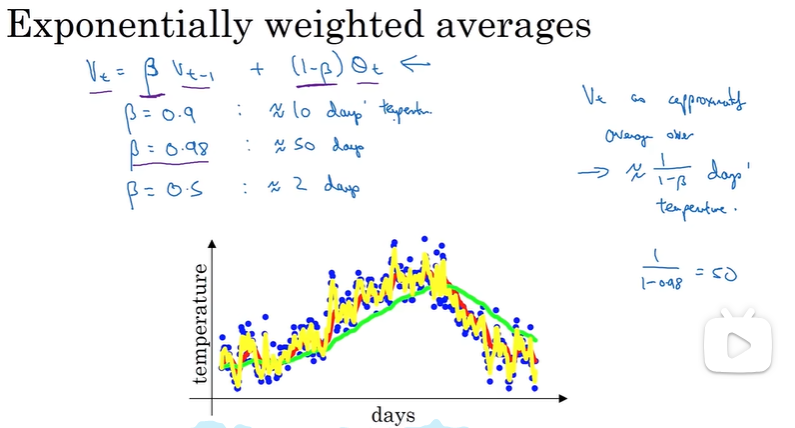 Exponentially weighted averages
Vₜ = β Vₜ₋₁ + (1-β) θₜ ←
β = 0.9 : ≈ 10 days' temperature
β = 0.98 : ≈ 50 days
β = 0.5 : ≈ 2 days
Vₜ as approximately
average over
→ ≈ 1/(1-β) days'
temperature.
1/(1-0.98) = 50
temperature
days